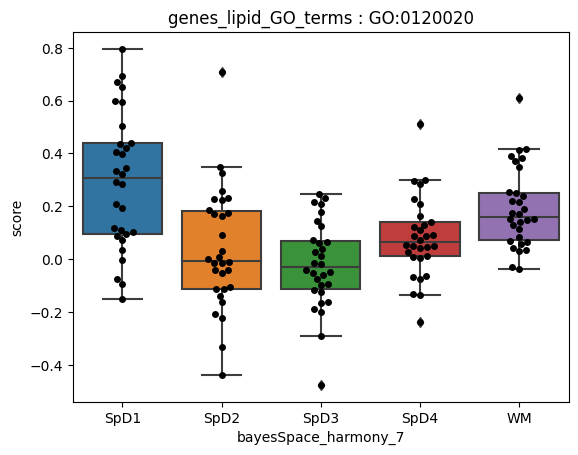 genes_lipid_GO_terms : GO:0120020
0.8
0.6
0.4
0.2
0.0
−0.2
−0.4
score
SpD1 SpD2 SpD3 SpD4 WM
bayesSpace_harmony_7